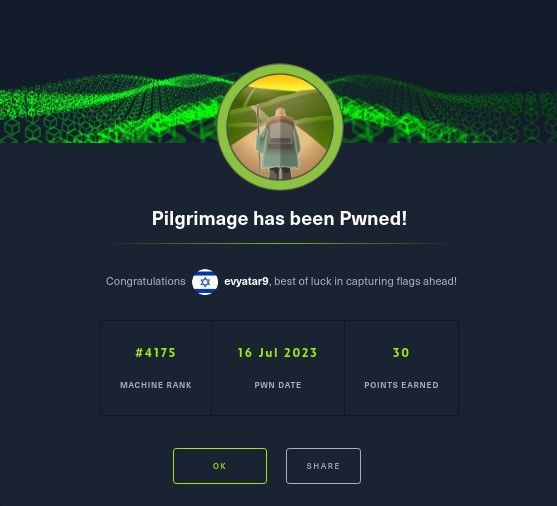 Pilgrimage has been Pwned!
Congratulations evyatar9, best of luck in capturing flags ahead!
#4175 16 Jul 2023 30
MACHINE RANK PWN DATE POINTS EARNED
OK SHARE